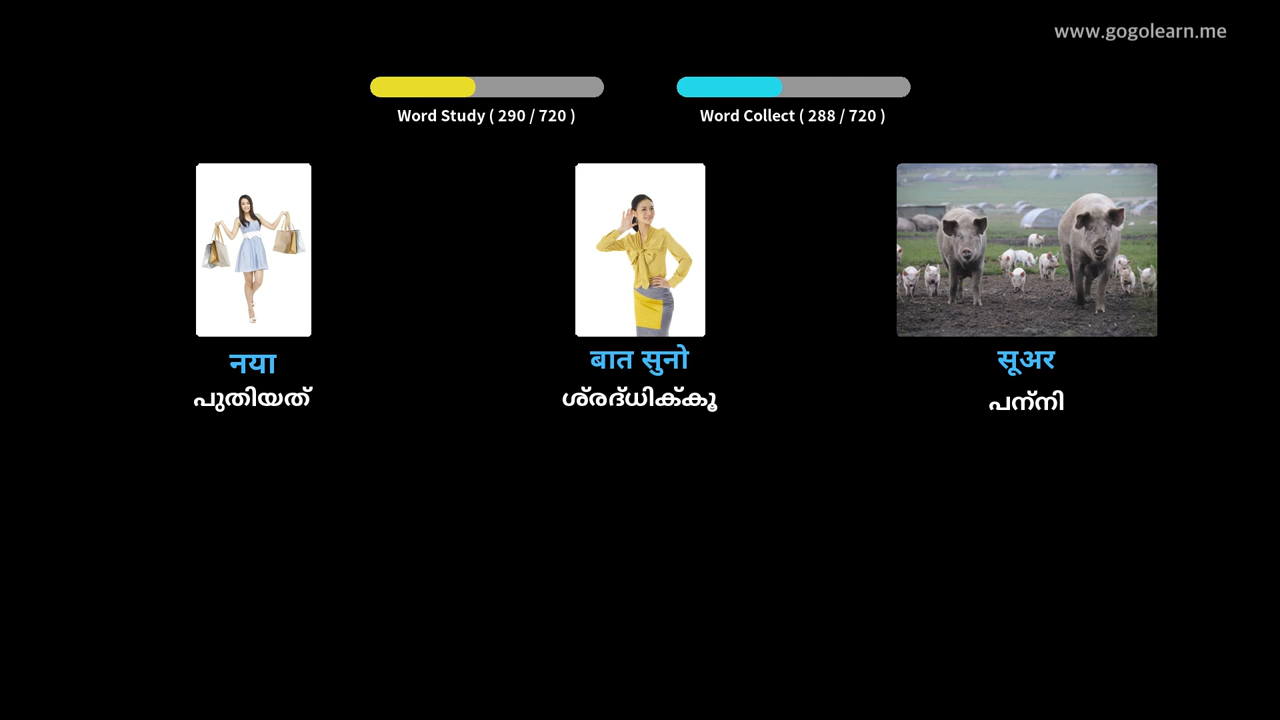 www.gogolearn.me
Word Study ( 290 / 720 )
Word Collect ( 288 / 720 )
नया
बात सुनो
सूअर
പുതിയത്
ശ്രദ്ധിക്കൂ
പന്നി